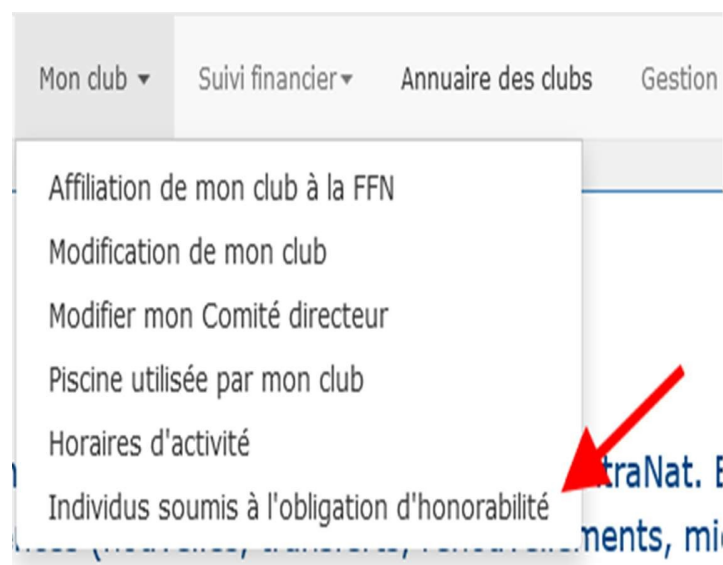 Mon club Suivi financier Annuaire des clubs Gestion
Affiliation de mon club à la FFN
Modification de mon club
Modifier mon Comité directeur
Piscine utilisée par mon club
Horaires d'activité
traNat.
Individus soumis à l'obligation d'honorabilité